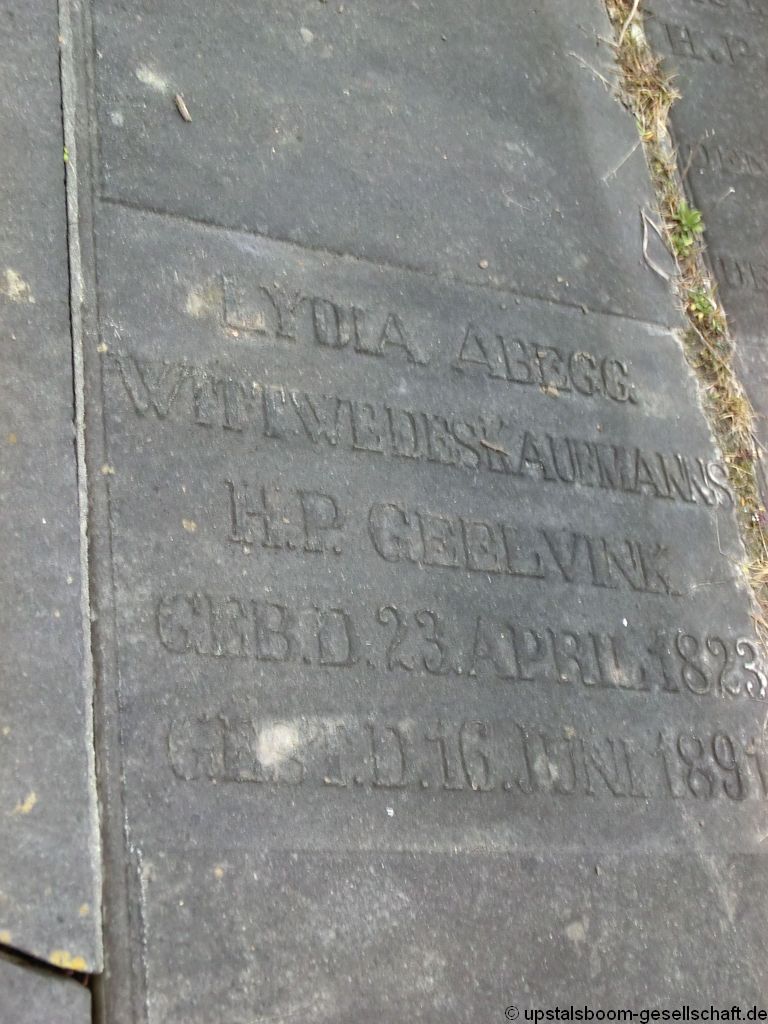 LYDIA ABEGG.
WITTWE DES KAUFMANNS
H.P. GEELVINK
GEB.D.23.APRIL 1823
GEST.D.16.JUNI 1891
H.P.
© upstalsboom-gesellschaft.de